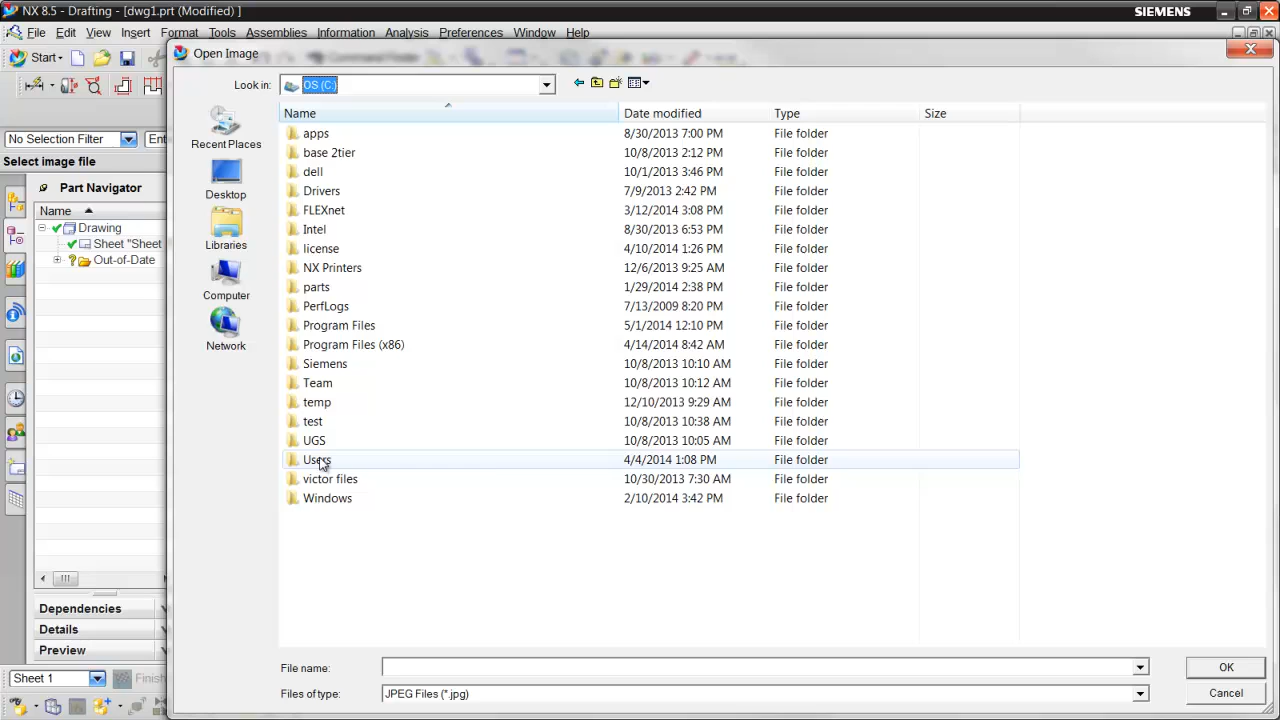 NX 8.5 - Drafting - [dwg1.prt (Modified) ]
SIEMENS
File Edit View Insert Format Tools Assemblies Information Analysis Preferences Window Help
Start
Open Image
Look in: OS (C:)
No Selection Filter
Select image file
Part Navigator
Name
Drawing
Sheet "Sheet
Out-of-Date
Dependencies
Details
Preview
Sheet 1
Finish
Recent Places
Desktop
Libraries
Computer
Network
Name Date modified Type Size
apps 8/30/2013 7:00 PM File folder
base 2tier 10/8/2013 2:12 PM File folder
dell 10/1/2013 3:46 PM File folder
Drivers 7/9/2013 2:42 PM File folder
FLEXnet 3/12/2014 3:08 PM File folder
Intel 8/30/2013 6:53 PM File folder
license 4/10/2014 1:26 PM File folder
NX Printers 12/6/2013 9:25 AM File folder
parts 1/29/2014 2:38 PM File folder
PerfLogs 7/13/2009 8:20 PM File folder
Program Files 5/1/2014 12:10 PM File folder
Program Files (x86) 4/14/2014 8:42 AM File folder
Siemens 10/8/2013 10:10 AM File folder
Team 10/8/2013 10:12 AM File folder
temp 12/10/2013 9:29 AM File folder
test 10/8/2013 10:38 AM File folder
UGS 10/8/2013 10:05 AM File folder
Users 4/4/2014 1:08 PM File folder
victor files 10/30/2013 7:30 AM File folder
Windows 2/10/2014 3:42 PM File folder
File name: OK
Files of type: JPEG Files (*.jpg) Cancel